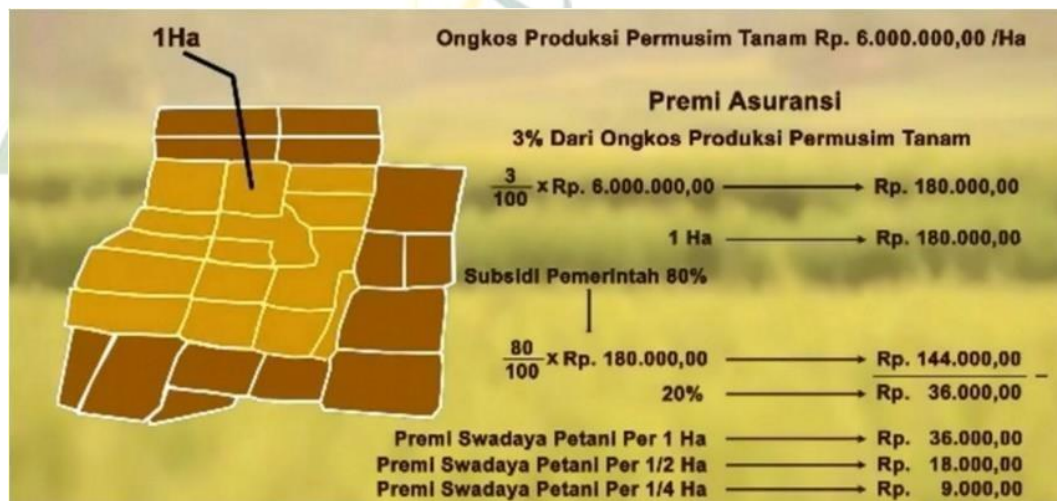 1Ha
Ongkos Produksi Permusim Tanam Rp. 6.000.000,00 /Ha
Premi Asuransi
3% Dari Ongkos Produksi Permusim Tanam
3/100 x Rp. 6.000.000,00 → Rp. 180.000,00
1 Ha → Rp. 180.000,00
Subsidi Pemerintah 80%
80/100 x Rp. 180.000,00 → Rp. 144.000,00 –
20% → Rp. 36.000,00
Premi Swadaya Petani Per 1 Ha → Rp. 36.000,00
Premi Swadaya Petani Per 1/2 Ha → Rp. 18.000,00
Premi Swadaya Petani Per 1/4 Ha → Rp. 9.000,00